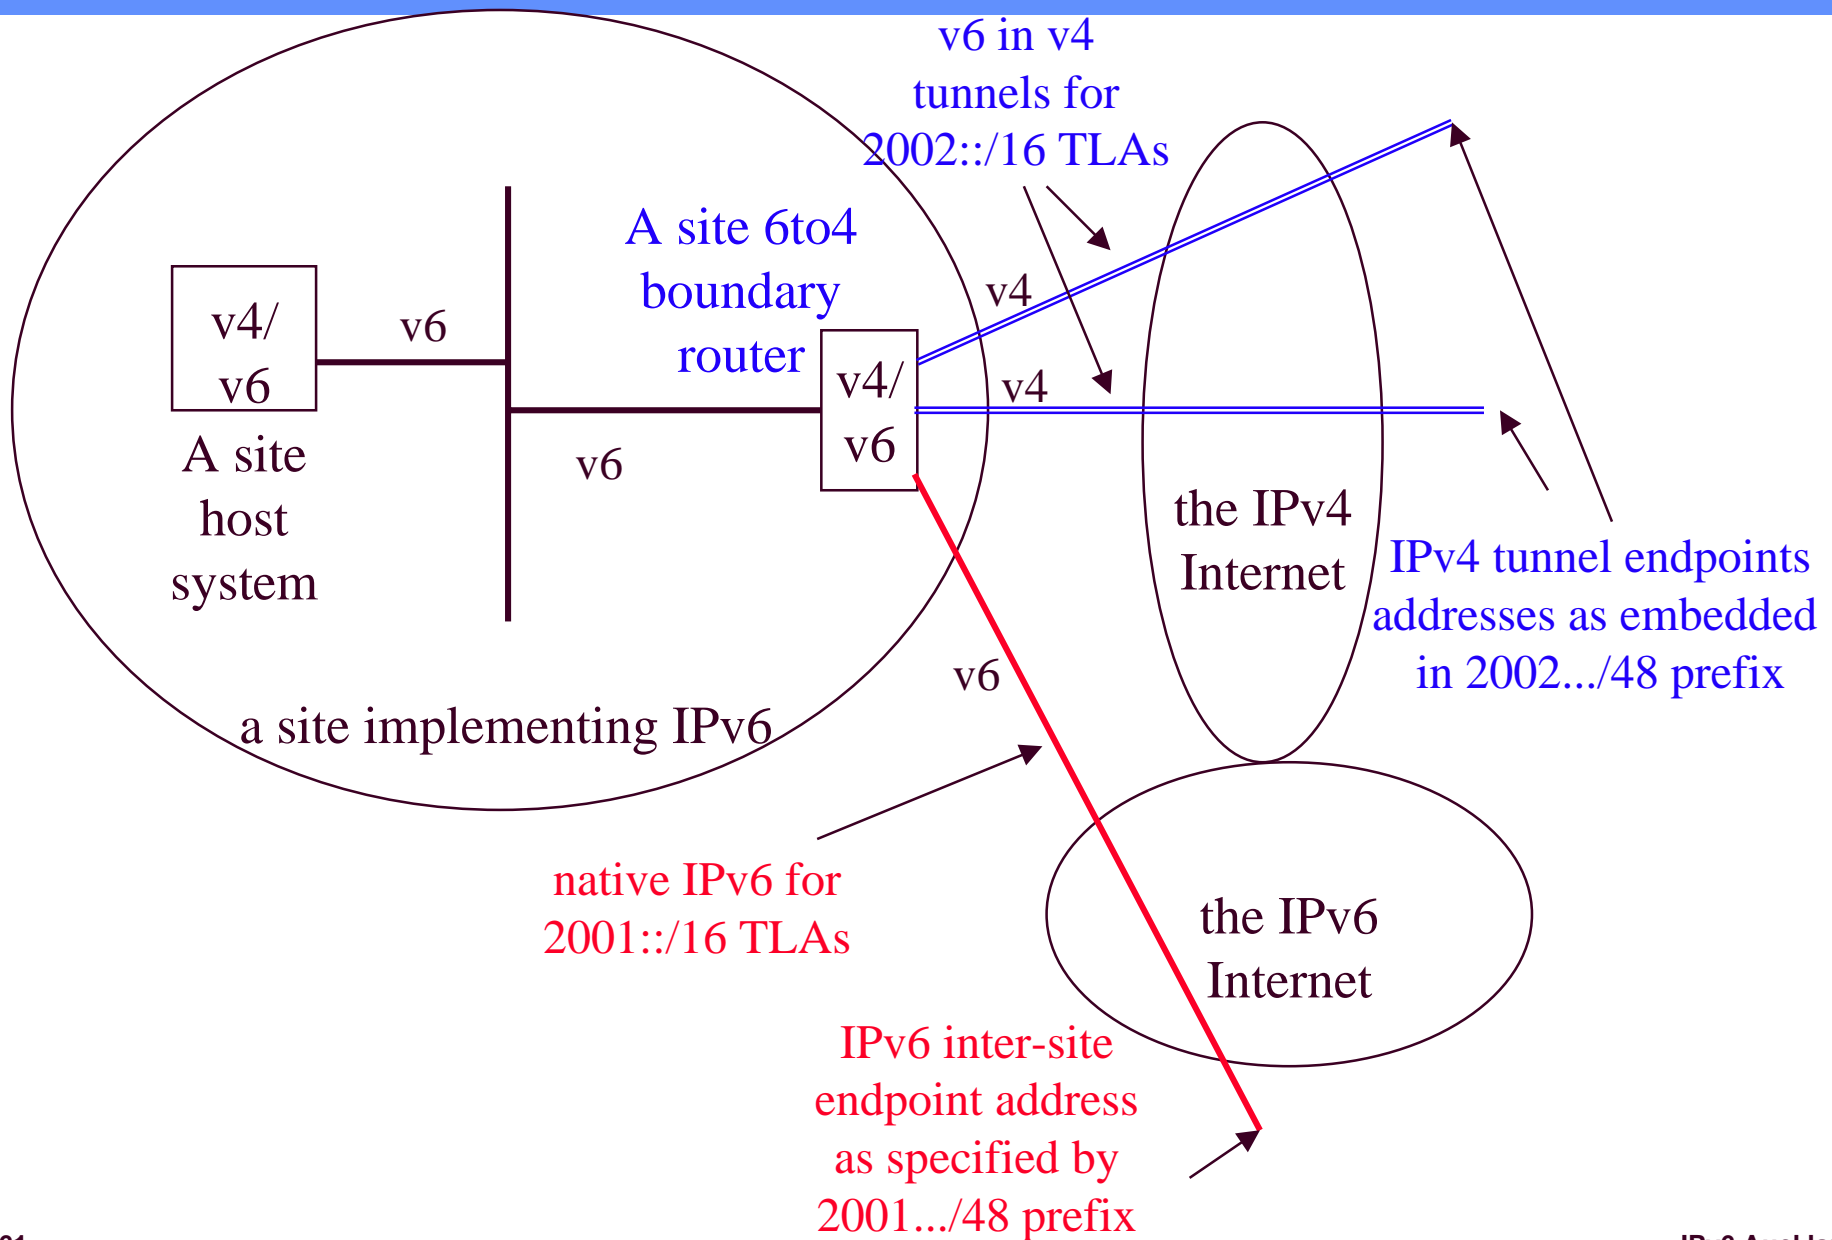 v6 in v4
tunnels for
2002::/16 TLAs
A site 6to4
boundary
router
v4/
v6
v6
v4
v4/
v6
v4
A site
host
system
v6
the IPv4
Internet
IPv4 tunnel endpoints
addresses as embedded
in 2002.../48 prefix
v6
a site implementing IPv6
native IPv6 for
2001::/16 TLAs
the IPv6
Internet
IPv6 inter-site
endpoint address
as specified by
2001.../48 prefix